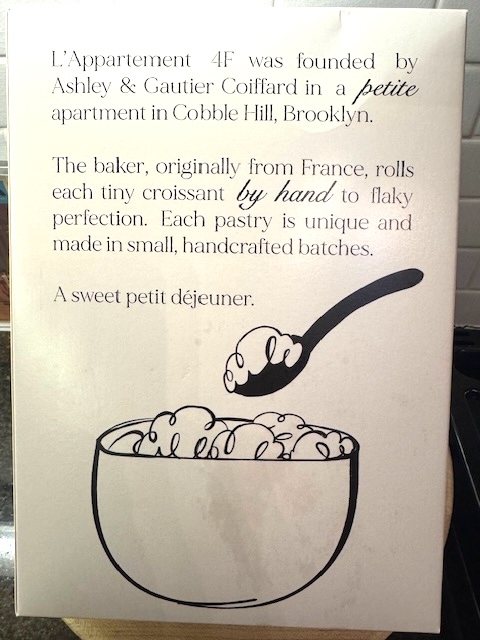 L'Appartement 4F was founded by
Ashley & Gautier Coiffard in a petite
apartment in Cobble Hill, Brooklyn.
The baker, originally from France, rolls
each tiny croissant by hand to flaky
perfection. Each pastry is unique and
made in small, handcrafted batches.
A sweet petit déjeuner.